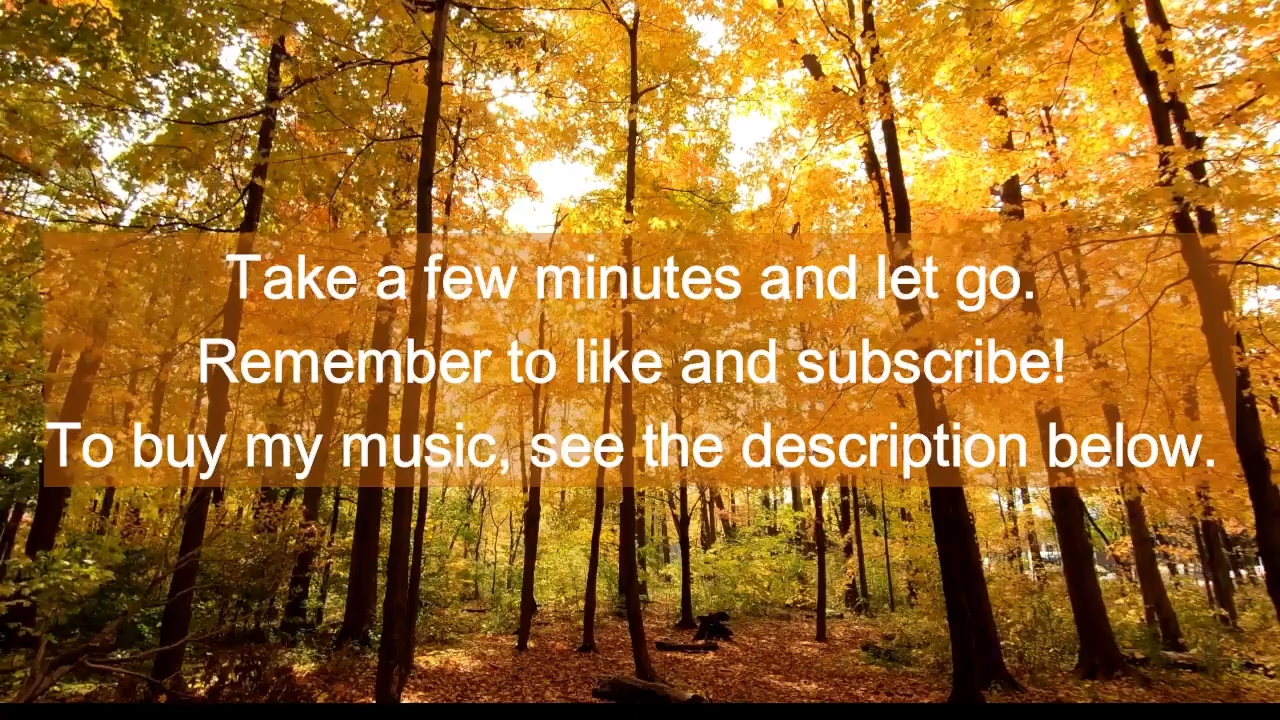 Take a few minutes and let go.
Remember to like and subscribe!
To buy my music, see the description below.